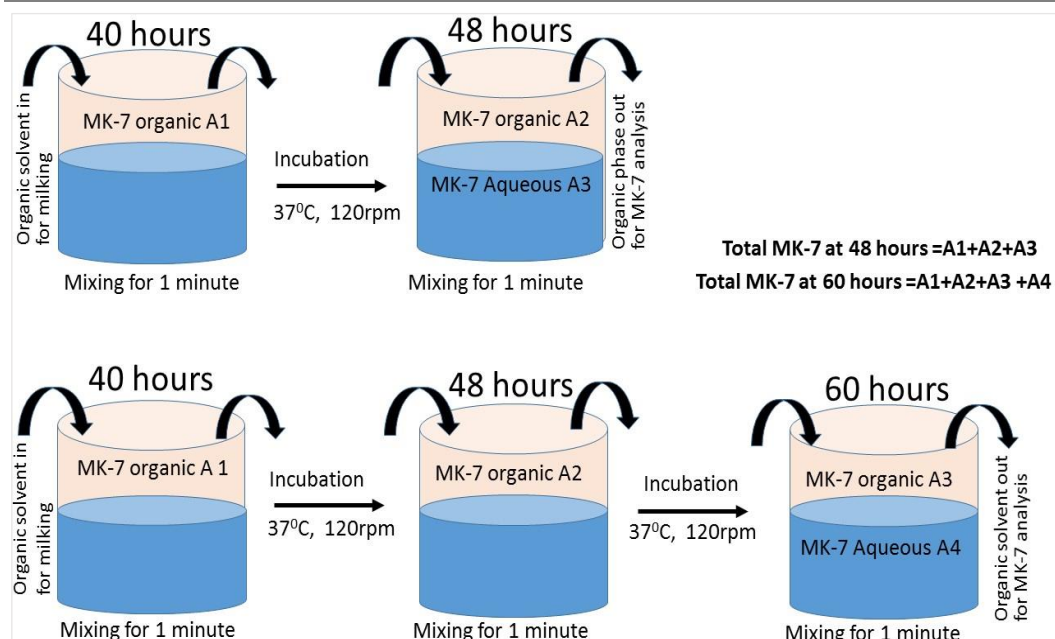 40 hours
48 hours
Organic solvent in
for milking
MK-7 organic A1
MK-7 organic A2
Organic phase out
for MK-7 analysis
Incubation
MK-7 Aqueous A3
37⁰C, 120rpm
Mixing for 1 minute
Mixing for 1 minute
Total MK-7 at 48 hours =A1+A2+A3
Total MK-7 at 60 hours =A1+A2+A3 +A4
40 hours
48 hours
60 hours
Organic solvent in
for milking
MK-7 organic A 1
MK-7 organic A2
MK-7 organic A3
Organic solvent out
for MK-7 analysis
Incubation
Incubation
37⁰C, 120rpm
37⁰C, 120rpm
MK-7 Aqueous A4
Mixing for 1 minute
Mixing for 1 minute
Mixing for 1 minute